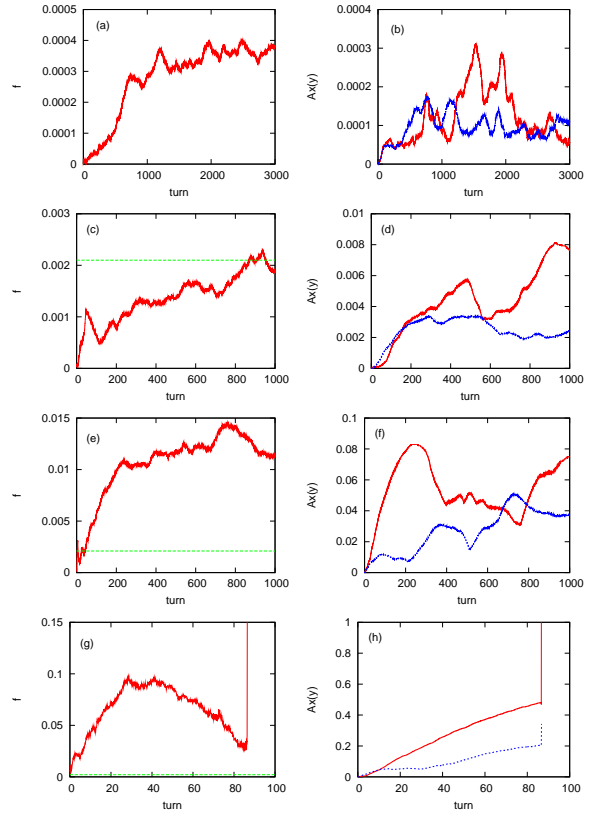 (a)
0.0005
0.0004
0.0003
0.0002
0.0001
0
f
0 1000 2000 3000
turn
(b)
0.0004
0.0003
0.0002
0.0001
0
Ax(y)
0 1000 2000 3000
turn
(c)
0.003
0.002
0.001
0
f
0 200 400 600 800 1000
turn
(d)
0.01
0.008
0.006
0.004
0.002
0
Ax(y)
0 200 400 600 800 1000
turn
(e)
0.015
0.01
0.005
0
f
0 200 400 600 800 1000
turn
(f)
0.1
0.08
0.06
0.04
0.02
0
Ax(y)
0 200 400 600 800 1000
turn
(g)
0.15
0.1
0.05
0
f
0 20 40 60 80 100
turn
(h)
1
0.8
0.6
0.4
0.2
0
Ax(y)
0 20 40 60 80 100
turn